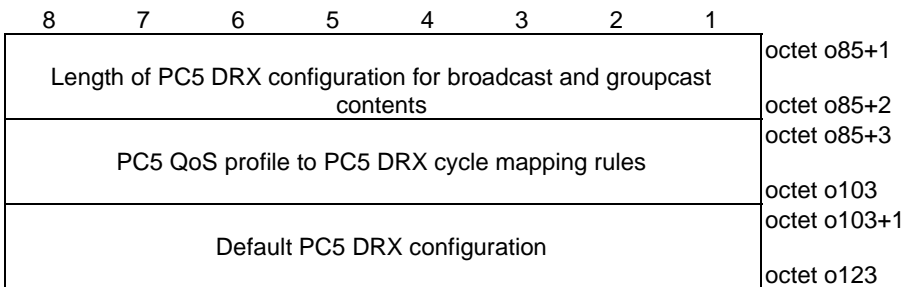 8 7 6 5 4 3 2 1
Length of PC5 DRX configuration for broadcast and groupcast
contents
octet o85+1
octet o85+2
PC5 QoS profile to PC5 DRX cycle mapping rules
octet o85+3
octet o103
Default PC5 DRX configuration
octet o103+1
octet o123